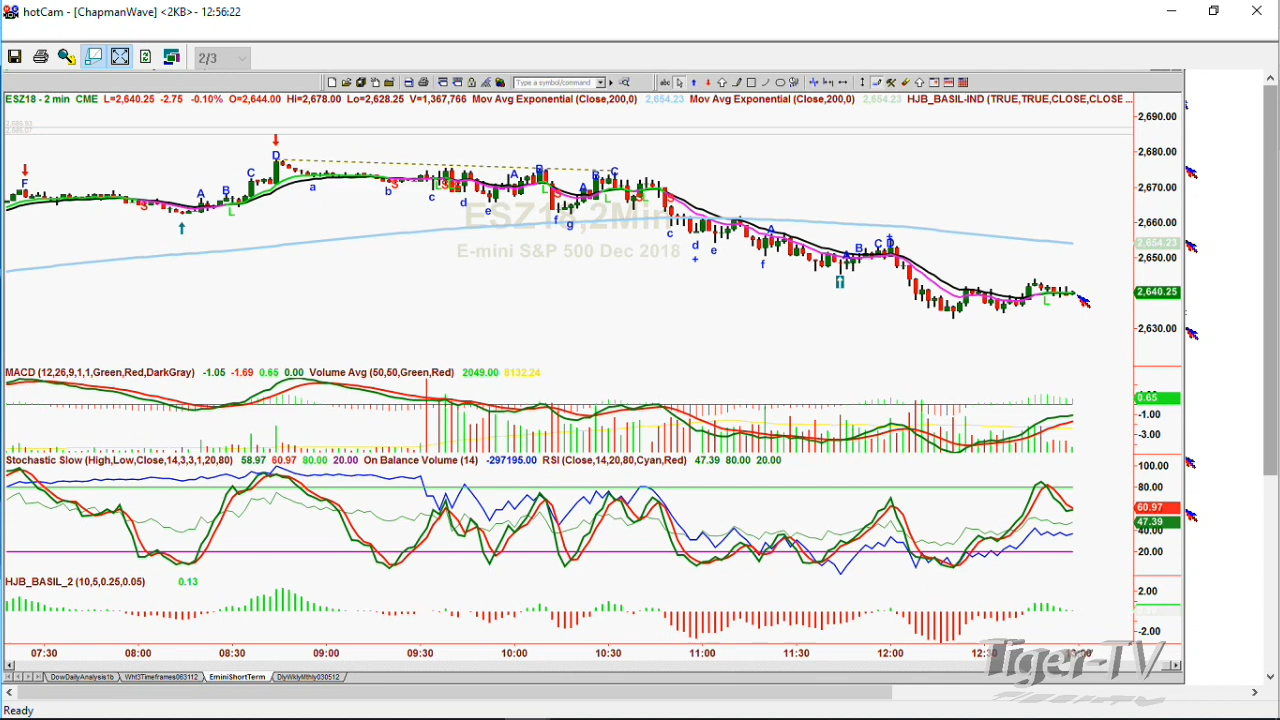 hotCam - [ChapmanWave] <2KB>- 12:56:22
2/3
Type a symbol/command
abc
ESZ18 - 2 min CME L=2,640.25 -2.75 -0.10% O=2,644.00 Hi=2,678.00 Lo=2,628.25 V=1,367,766 Mov Avg Exponential (Close,200,0) 2,654.23 Mov Avg Exponential (Close,200,0) 2,654.23 HJB_BASIL-IND (TRUE,TRUE,CLOSE,CLOSE ...
2,690.00
2,680.00
2,670.00
2,660.00
2,654.23
2,650.00
2,640.25
2,630.00
F S A B L C D a b S c L S S d e A B L S f g A B L C S L S c d + e A f A B C D +
L
ESZ18,2Min
E-mini S&P 500 Dec 2018
MACD (12,26,9,1,1,Green,Red,DarkGray) -1.05 -1.69 0.65 0.00 Volume Avg (50,50,Green,Red) 2049.00 8132.24
0.65
-1.00
-3.00
Stochastic Slow (High,Low,Close,14,3,3,1,20,80) 58.97 60.97 80.00 20.00 On Balance Volume (14) -297195.00 RSI (Close,14,20,80,Cyan,Red) 47.39 80.00 20.00
100.00
80.00
60.97
47.39
40.00
20.00
HJB_BASIL_2 (10,5,0.25,0.05) 0.13
2.00
-2.00
07:30 08:00 08:30 09:00 09:30 10:00 10:30 11:00 11:30 12:00 12:30
Tiger-TV
DowDailyAnalysis1b Wht3Timeframes063112 EminiShortTerm DlyWklyMthly030512
Ready